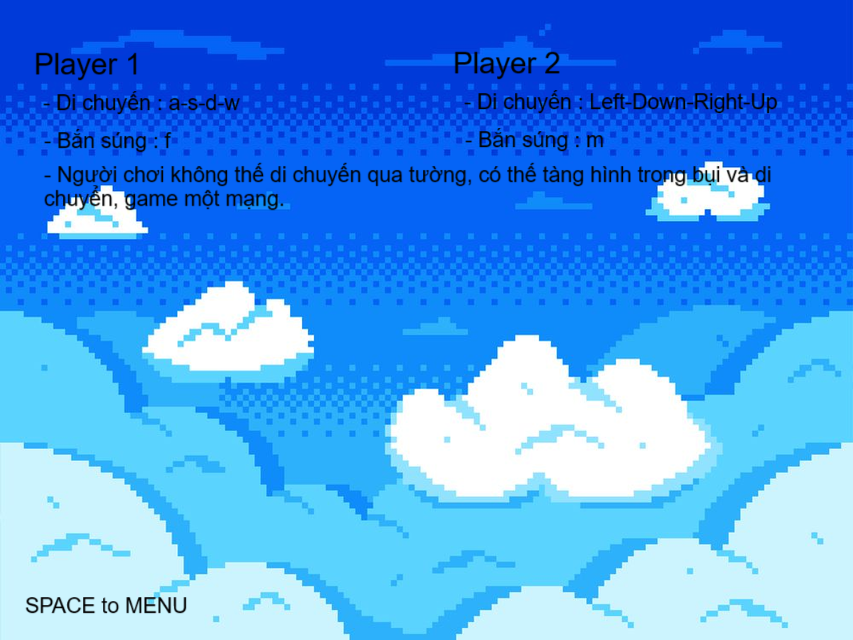 Player 1
Player 2
- Di chuyển : a-s-d-w
- Di chuyển : Left-Down-Right-Up
- Bắn súng : f
- Bắn súng : m
- Người chơi không thể di chuyển qua tường, có thể tàng hình trong bụi và di
chuyển, game một mạng.
SPACE to MENU